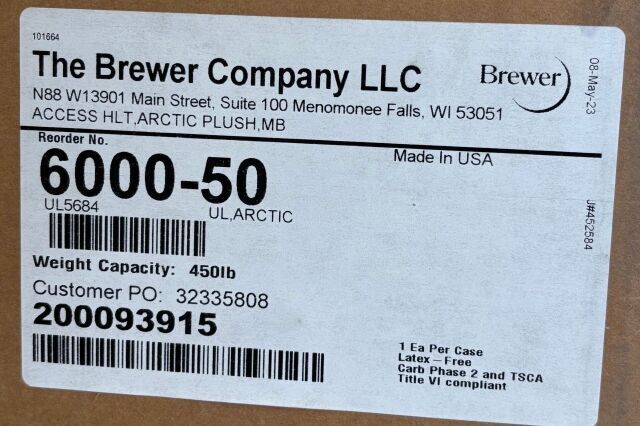 101664
The Brewer Company LLC
Brewer
N88 W13901 Main Street, Suite 100 Menomonee Falls, WI 53051
ACCESS HLT,ARCTIC PLUSH,MB
08-May-23
Reorder No.
Made In USA
6000-50
UL5684 UL,ARCTIC
J#452584
Weight Capacity: 450lb
Customer PO: 32335808
200093915
1 Ea Per Case
Latex-Free
Carb Phase 2 and TSCA
Title VI compliant